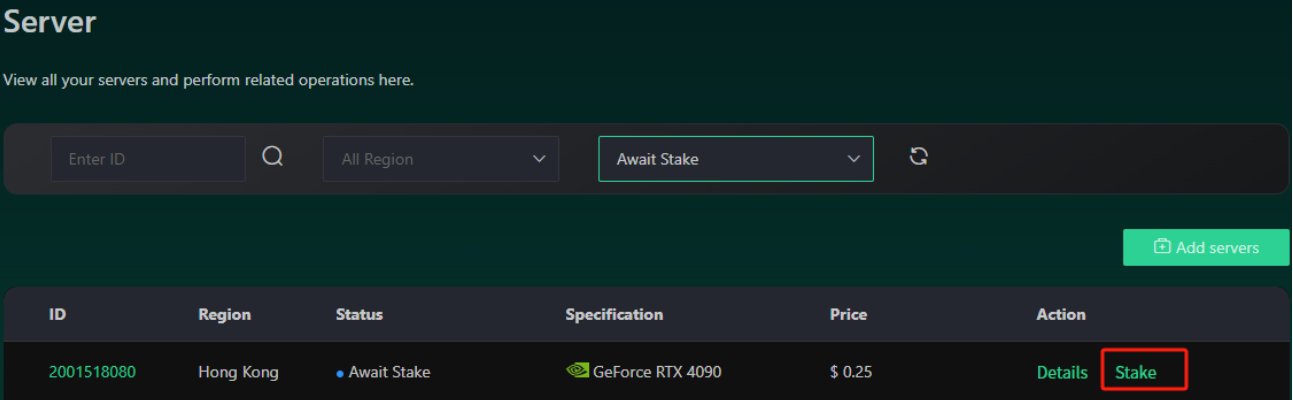 Server
View all your servers and perform related operations here.
Enter ID All Region Await Stake
Add servers
ID Region Status Specification Price Action
2001518080 Hong Kong Await Stake GeForce RTX 4090 $ 0.25 Details Stake